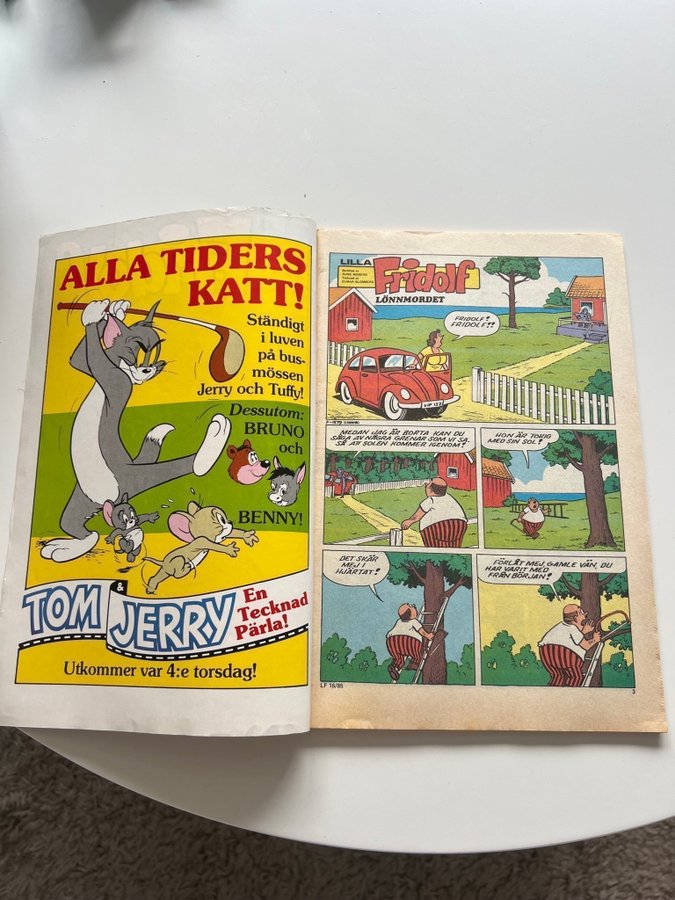 ALLA TIDERS
KATT!
Ständigt
i luven
på bus-
mössen
Jerry och Tuffy!
Dessutom:
BRUNO
och
BENNY!
TOM & JERRY
En
Tecknad
Pärla!
Utkommer var 4:e torsdag!
LILLA
Fridolf
LÖNNMORDET
FRIDOLF!
FRIDOLF!!
MEDAN JAG ÄR BORTA KAN DU
SÅGA AV NÅGRA GRENAR SOM VI SA.
SÅ ATT SOLEN KOMMER IGENOM!
HON ÄR TOKIG
MED SIN SOL!
DET SKÄR
MEJ I
HJÄRTAT!
FÖRLÅT MEJ, GAMLE VÄN, DU
HAR VARIT MED
FRÅN BÖRJAN!
LF 16/85
3